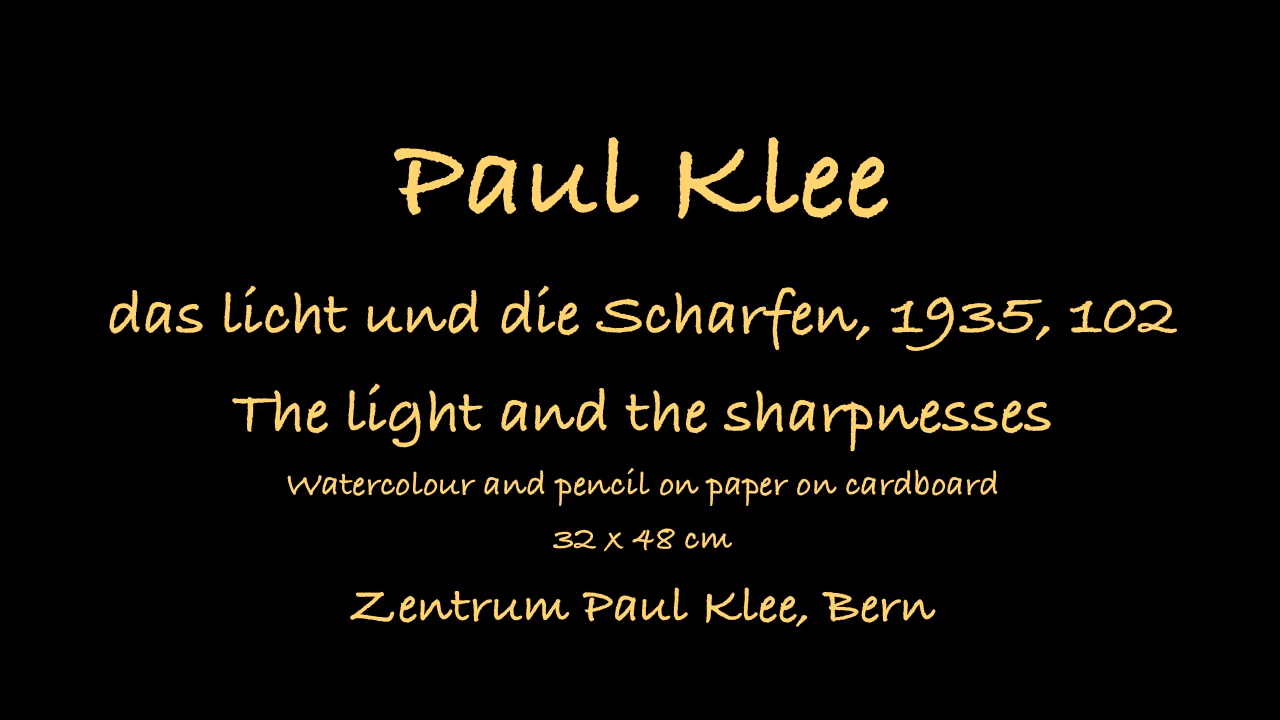 Paul Klee
das licht und die Scharfen, 1935, 102
The light and the sharpnesses
Watercolour and pencil on paper on cardboard
32 x 48 cm
Zentrum Paul Klee, Bern